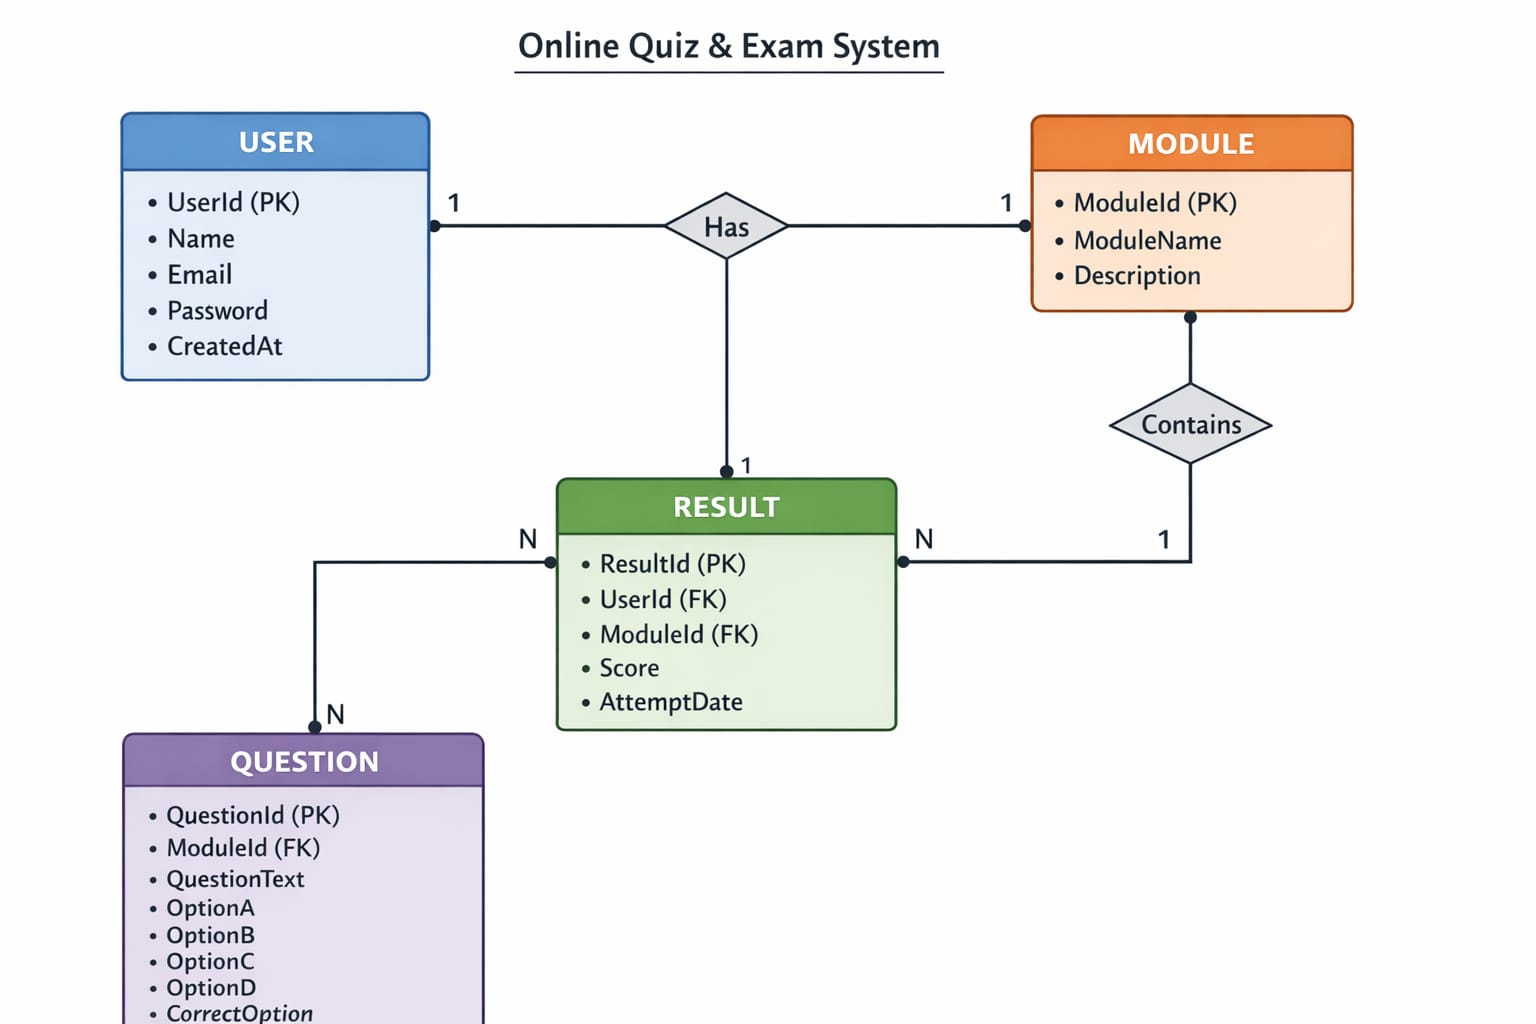 Online Quiz & Exam System
USER
• UserId (PK)
• Name
• Email
• Password
• CreatedAt
1
Has
1
MODULE
• ModuleId (PK)
• ModuleName
• Description
Contains
1
1
RESULT
• ResultId (PK)
• UserId (FK)
• ModuleId (FK)
• Score
• AttemptDate
N
N
N
QUESTION
• QuestionId (PK)
• ModuleId (FK)
• QuestionText
• OptionA
• OptionB
• OptionC
• OptionD
• CorrectOption